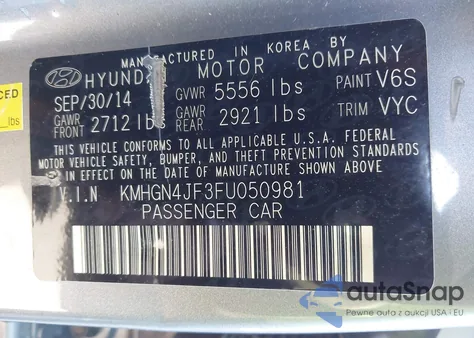 MANUFACTURED IN KOREA BY
HYUNDAI MOTOR COMPANY
SEP/30/14 GVWR 5556 lbs PAINT V6S
GAWR FRONT 2712 lbs GAWR REAR 2921 lbs TRIM VYC
THIS VEHICLE CONFORMS TO ALL APPLICABLE U.S.A. FEDERAL
MOTOR VEHICLE SAFETY, BUMPER, AND THEFT PREVENTION STANDARDS
IN EFFECT ON THE DATE OF MANUFACTURE SHOWN ABOVE.
V.I.N KMHGN4JF3FU050981
PASSENGER CAR
CED
lbs
autoSnap
Pewne auta z aukcji USA i EU